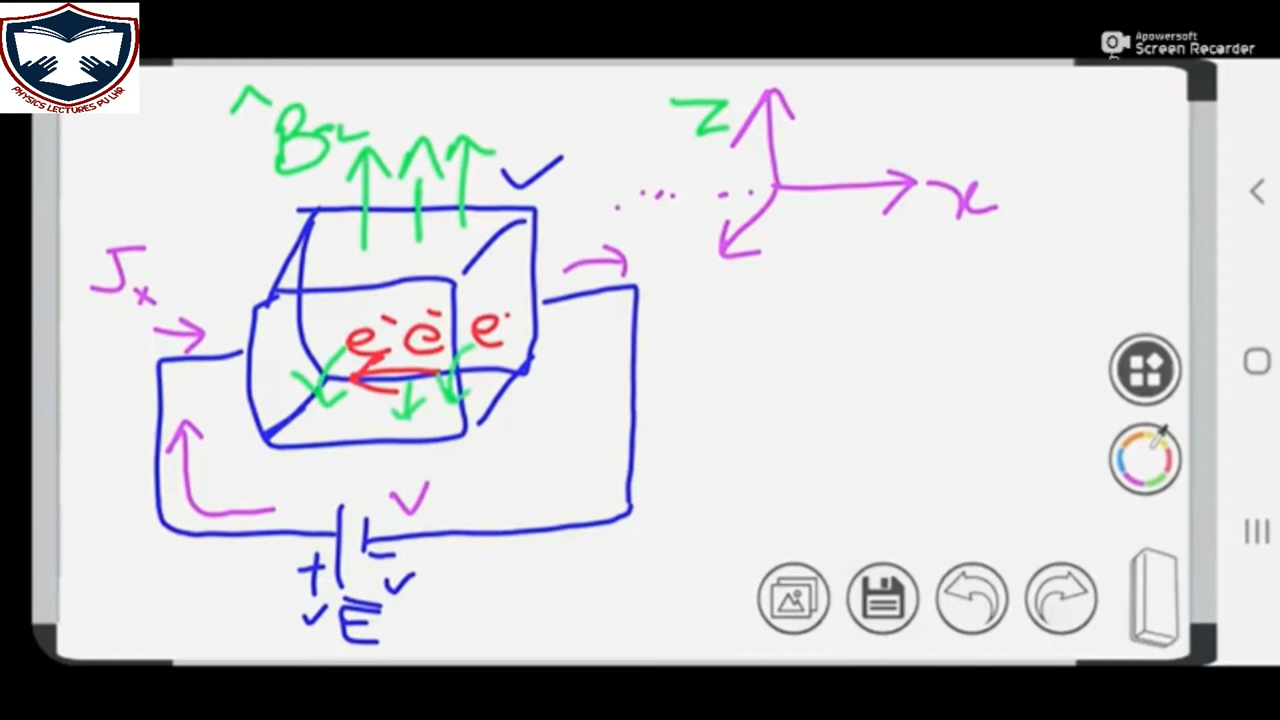 Apowersoft
Screen Recorder
PHYSICS LECTURES PU LHR
Z
x
Jx
e⁻ e⁻ e⁻
V
+ −
E